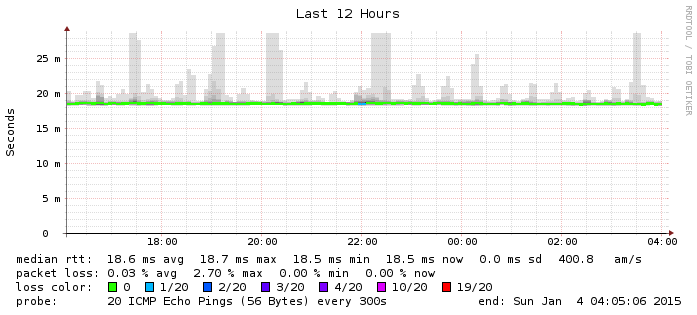 Last 12 Hours
RRDTOOL / TOBI OETIKER
Seconds
25 m
20 m
15 m
10 m
5 m
0
18:00 20:00 22:00 00:00 02:00 04:00
median rtt: 18.6 ms avg 18.7 ms max 18.5 ms min 18.5 ms now 0.0 ms sd 400.8 am/s
packet loss: 0.03 % avg 2.70 % max 0.00 % min 0.00 % now
loss color: 0 1/20 2/20 3/20 4/20 10/20 19/20
probe: 20 ICMP Echo Pings (56 Bytes) every 300s end: Sun Jan 4 04:05:06 2015